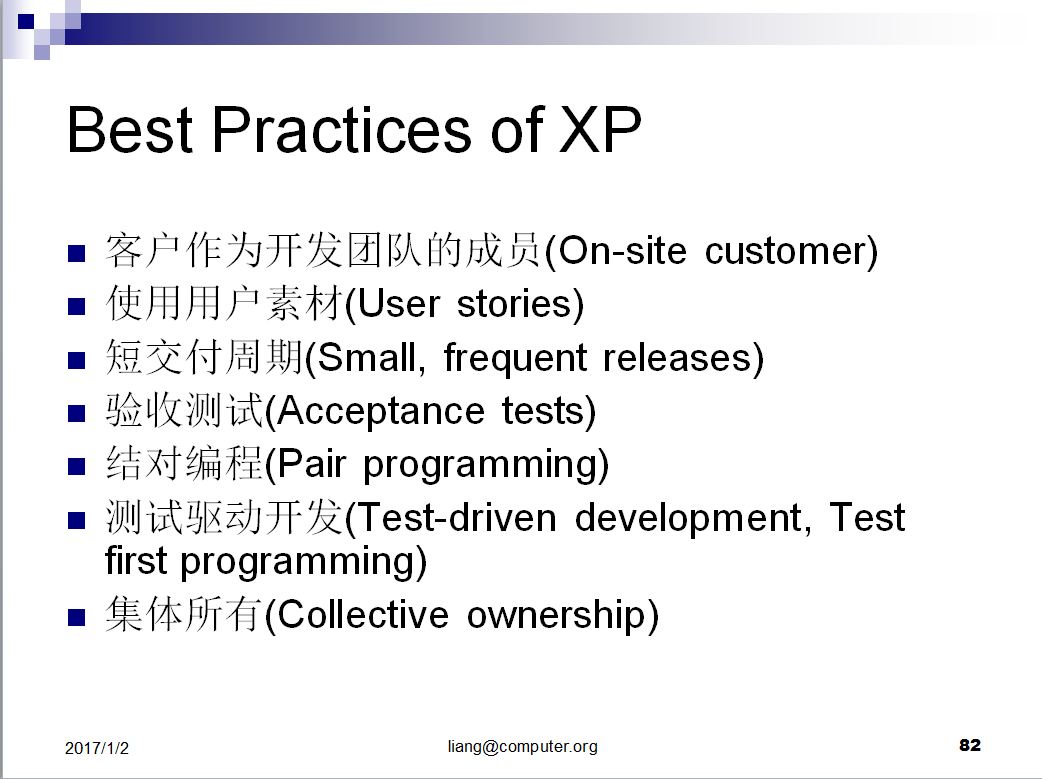 Best Practices of XP
客户作为开发团队的成员(On-site customer)
使用用户素材(User stories)
短交付周期(Small, frequent releases)
验收测试(Acceptance tests)
结对编程(Pair programming)
测试驱动开发(Test-driven development, Test
first programming)
集体所有(Collective ownership)
2017/1/2
liang@computer.org
82